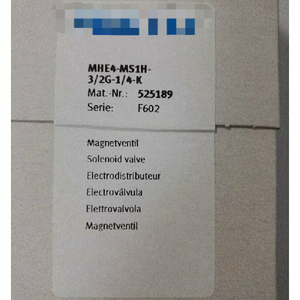 MHE4-MS1H-
3/2G-1/4-K
Mat.-Nr.: 525189
Serie: F602
Magnetventil
Solenoid valve
Electrodistributeur
Electroválvula
Elettrovalvola
Magnetventil